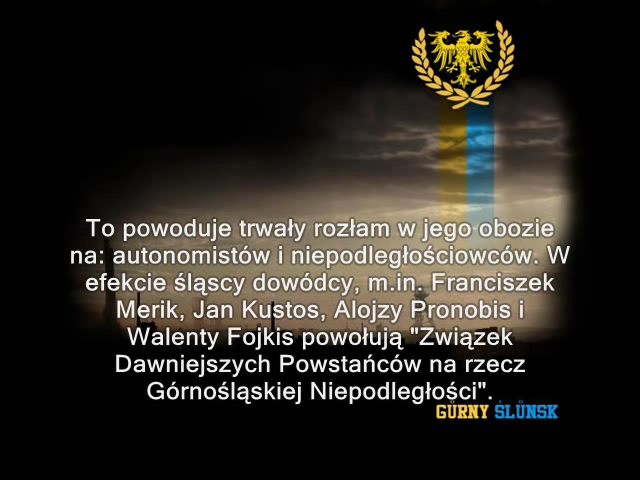 To powoduje trwały rozłam w jego obozie
na: autonomistów i niepodległościowców. W
efekcie śląscy dowódcy, m.in. Franciszek
Merik, Jan Kustos, Alojzy Pronobis i
Walenty Fojkis powołują "Związek
Dawniejszych Powstańców na rzecz
Górnośląskiej Niepodległości".
GŮRNY ŚLŮNSK